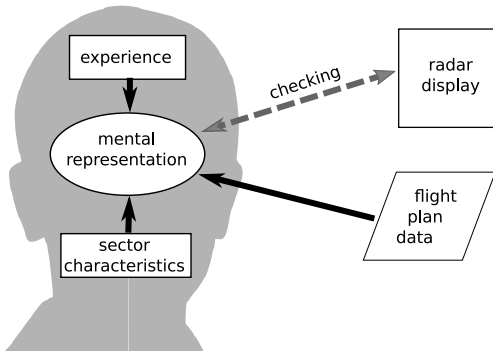 experience
mental
representation
sector
characteristics
checking
radar
display
flight
plan
data